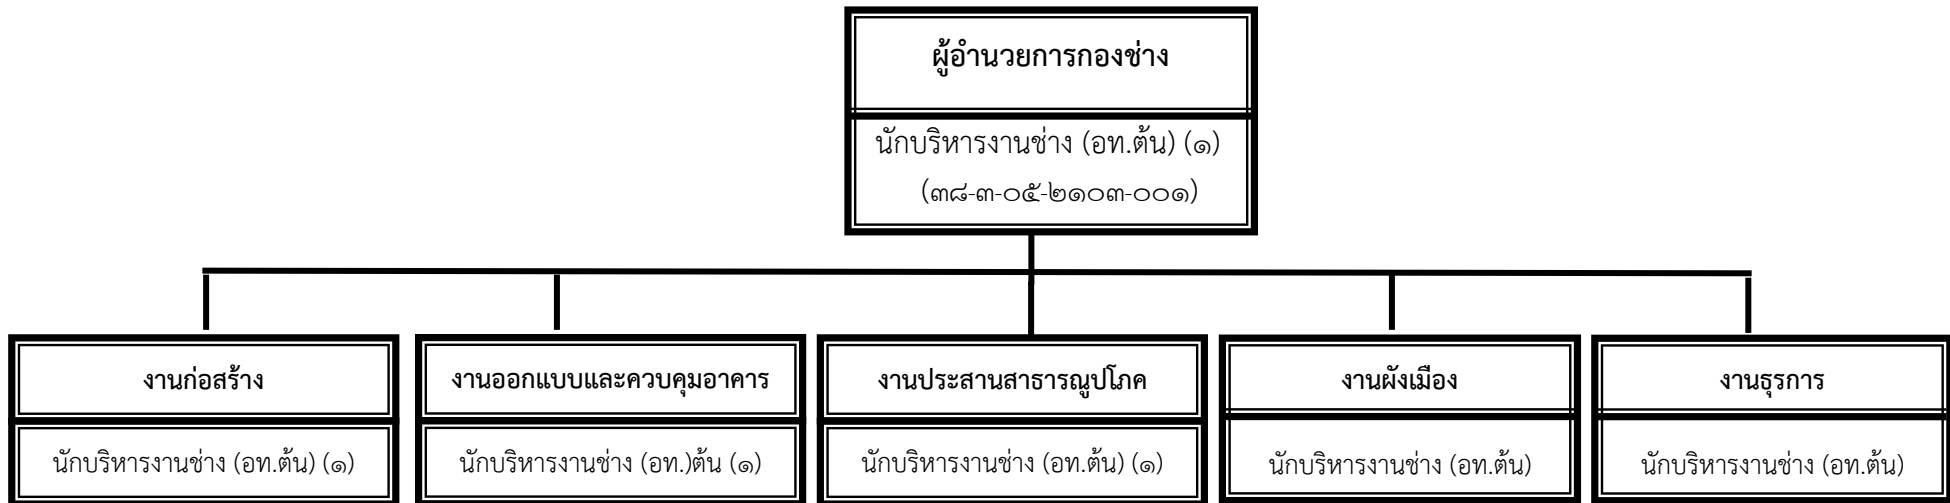 ผู้อำนวยการกองช่าง
นักบริหารงานช่าง (อท.ต้น) (๑)
(๓๘-๓-๐๕-๒๑๐๓-๐๐๑)
งานก่อสร้าง
นักบริหารงานช่าง (อท.ต้น) (๑)
งานออกแบบและควบคุมอาคาร
นักบริหารงานช่าง (อท.)ต้น (๑)
งานประสานสาธารณูปโภค
นักบริหารงานช่าง (อท.ต้น) (๑)
งานผังเมือง
นักบริหารงานช่าง (อท.ต้น)
งานธุรการ
นักบริหารงานช่าง (อท.ต้น)